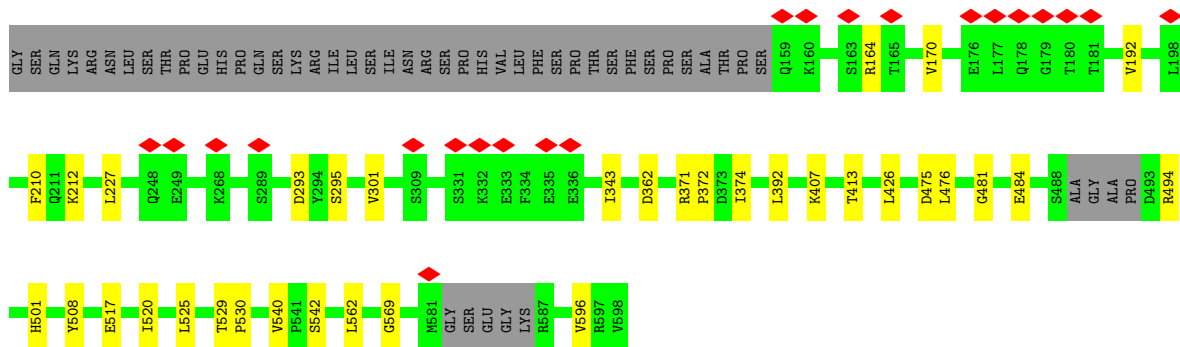 GLY SER GLN LYS ARG ALA ASN LEU SER THR PRO GLU HIS PRO GLN SER LYS ARG ILE LEU SER ILE ASN ARG SER PRO HIS VAL LEU PHE SER PRO THR SER PHE SER PRO SER ALA THR PRO SER Q159 K160 S163 R164 T165 V170 E176 L177 Q178 G179 T180 T181 V192 L198
F210 Q211 K212 L227 Q248 E249 K268 S289 D293 Y294 S295 V301 S309 S331 K332 E333 F334 E335 E336 I343 D362 R371 P372 D373 I374 L392 K407 T413 L426 D475 L476 G481 E484 S488 ALA GLY ALA PRO D493 R494
H501 Y508 E517 I520 L525 T529 P530 V540 P541 S542 L562 G569 M581 GLY SER GLU GLY LYS R587 V596 R597 V598